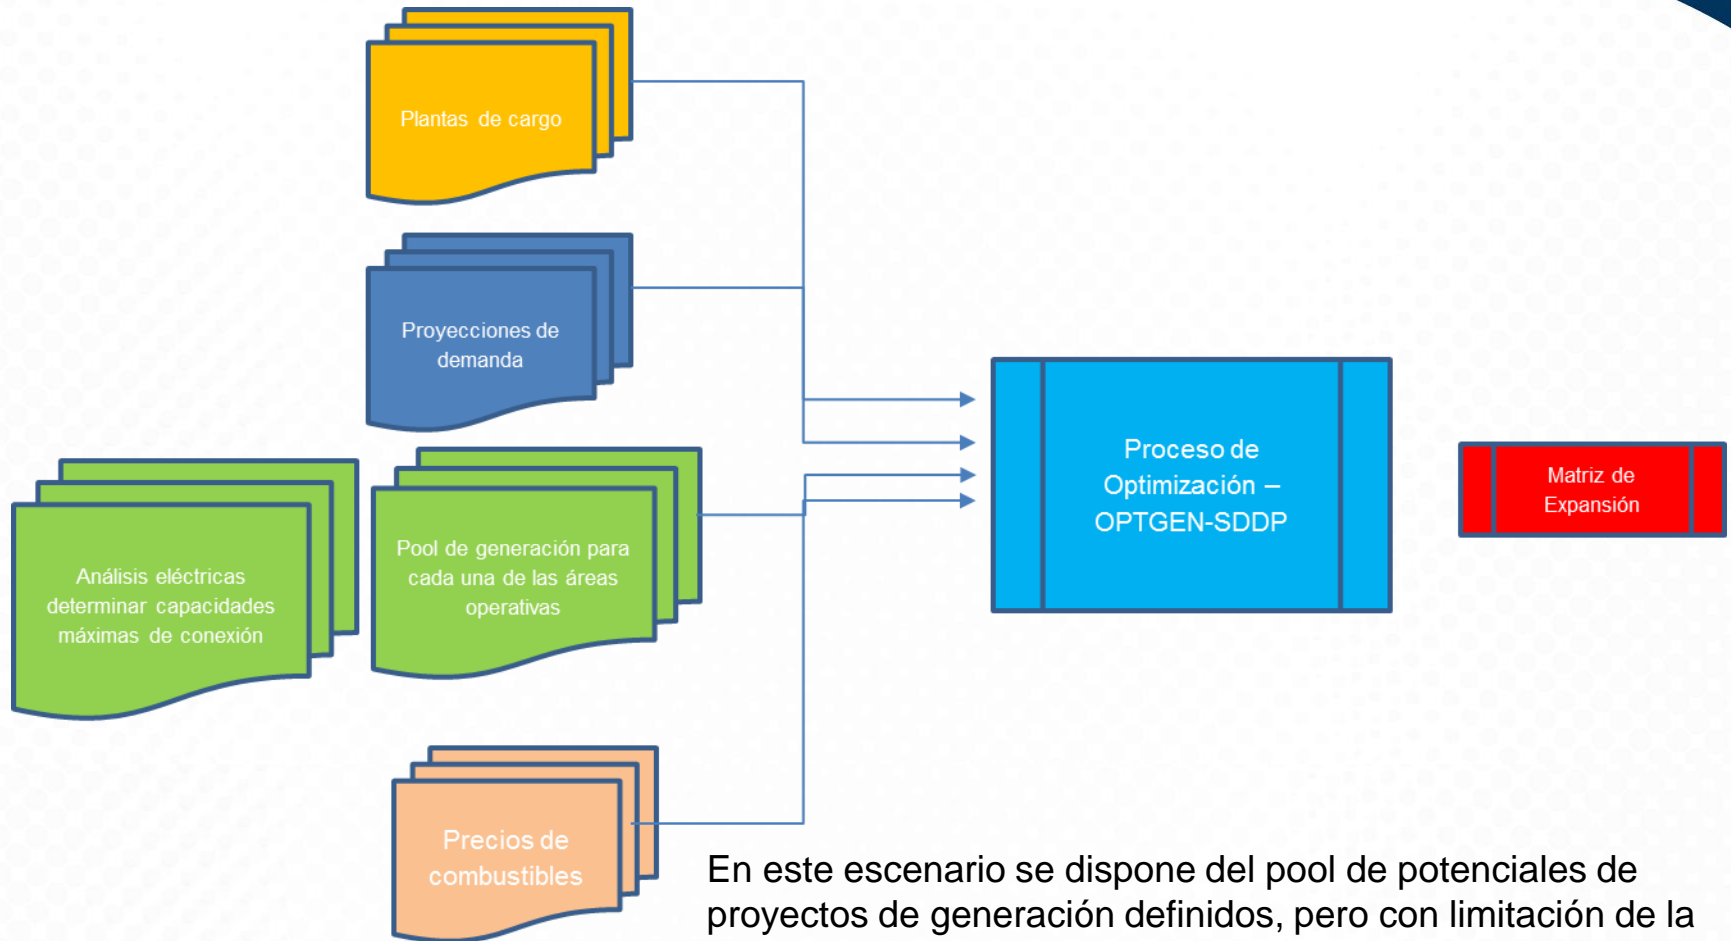 Plantas de cargo
Proyecciones de
demanda
Análisis eléctricas
determinar capacidades
máximas de conexión
Pool de generación para
cada una de las áreas
operativas
Precios de
combustibles
Proceso de
Optimización –
OPTGEN-SDDP
Matriz de
Expansión
En este escenario se dispone del pool de potenciales de
proyectos de generación definidos, pero con limitación de la